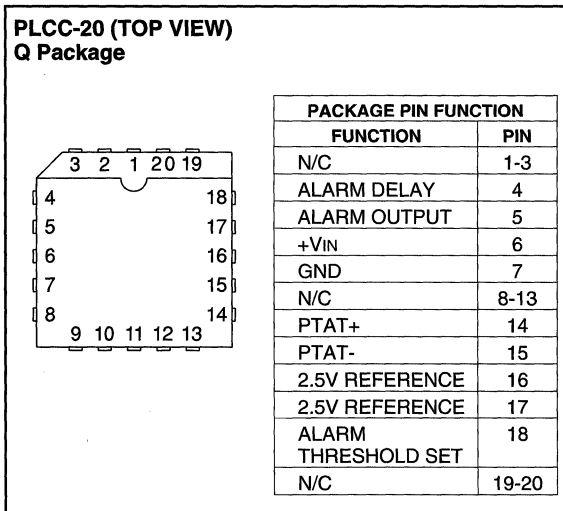 PLCC-20 (TOP VIEW)
Q Package
3 2 1 20 19
4 18
5 17
6 16
7 15
8 14
9 10 11 12 13
PACKAGE PIN FUNCTION
FUNCTION PIN
N/C 1-3
ALARM DELAY 4
ALARM OUTPUT 5
+VIN 6
GND 7
N/C 8-13
PTAT+ 14
PTAT- 15
2.5V REFERENCE 16
2.5V REFERENCE 17
ALARM 18
THRESHOLD SET
N/C 19-20